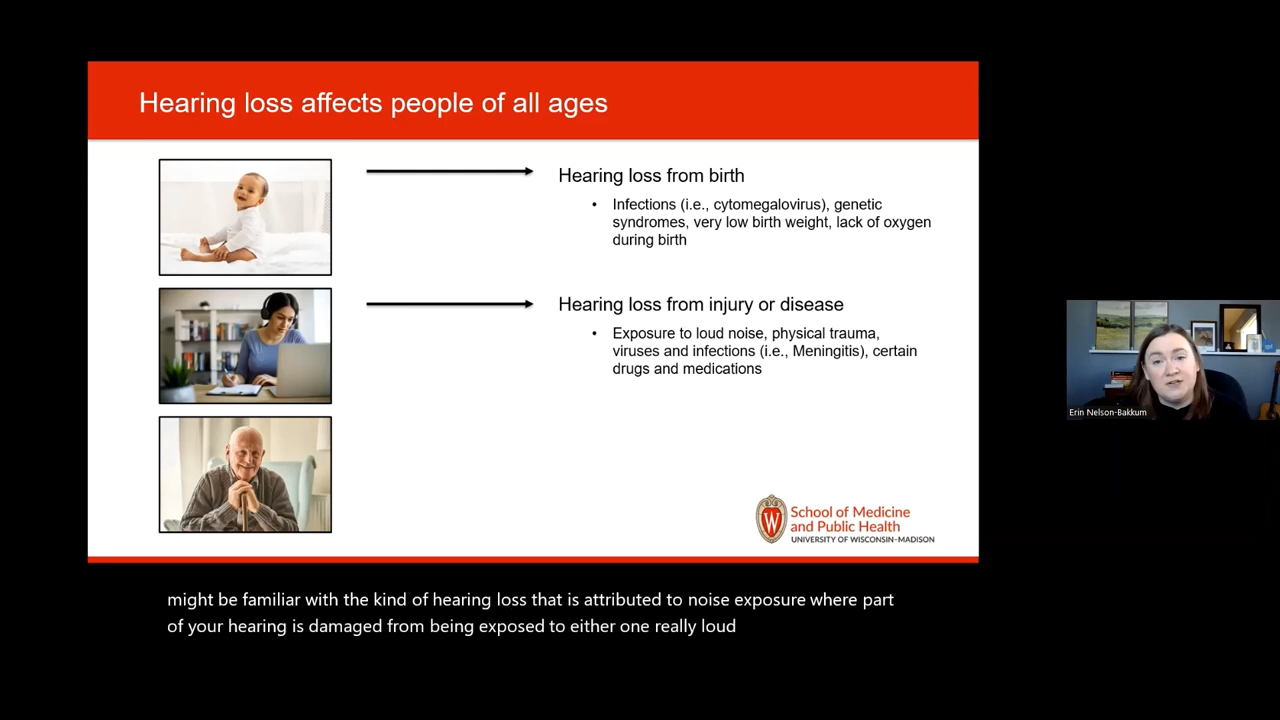 Hearing loss affects people of all ages
Hearing loss from birth
• Infections (i.e., cytomegalovirus), genetic
syndromes, very low birth weight, lack of oxygen
during birth
Hearing loss from injury or disease
• Exposure to loud noise, physical trauma,
viruses and infections (i.e., Meningitis), certain
drugs and medications
W
School of Medicine
and Public Health
UNIVERSITY OF WISCONSIN–MADISON
Erin Nelson-Bakkum
might be familiar with the kind of hearing loss that is attributed to noise exposure where part
of your hearing is damaged from being exposed to either one really loud